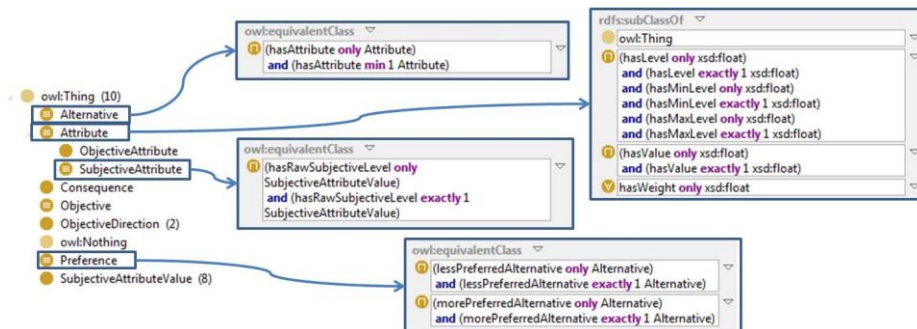 owl:Thing (10)
Alternative
Attribute
ObjectiveAttribute
SubjectiveAttribute
Consequence
Objective
ObjectiveDirection (2)
owl:Nothing
Preference
SubjectiveAttributeValue (8)
owl:equivalentClass
(hasAttribute only Attribute)
and (hasAttribute min 1 Attribute)
owl:equivalentClass
(hasRawSubjectiveLevel only
SubjectiveAttributeValue)
and (hasRawSubjectiveLevel exactly 1
SubjectiveAttributeValue)
owl:equivalentClass
(lessPreferredAlternative only Alternative)
and (lessPreferredAlternative exactly 1 Alternative)
(morePreferredAlternative only Alternative)
and (morePreferredAlternative exactly 1 Alternative)
rdfs:subClassOf
owl:Thing
(hasLevel only xsd:float)
and (hasLevel exactly 1 xsd:float)
and (hasMinLevel only xsd:float)
and (hasMinLevel exactly 1 xsd:float)
and (hasMaxLevel only xsd:float)
and (hasMaxLevel exactly 1 xsd:float)
(hasValue only xsd:float)
and (hasValue exactly 1 xsd:float)
hasWeight only xsd:float